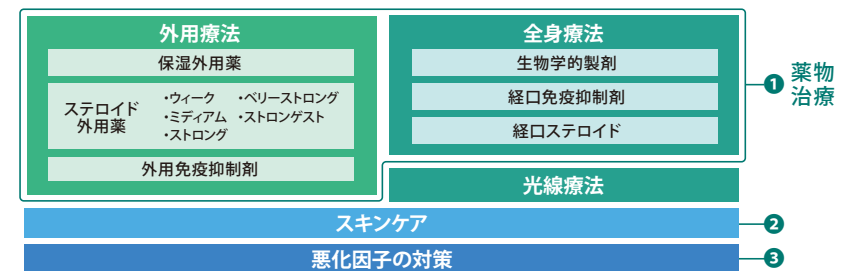 外用療法
保湿外用薬
ステロイド
外用薬
・ウィーク ・ベリーストロング
・ミディアム ・ストロンゲスト
・ストロング
外用免疫抑制剤
全身療法
生物学的製剤
経口免疫抑制剤
経口ステロイド
光線療法
❶ 薬物
治療
スキンケア
❷
悪化因子の対策
❸